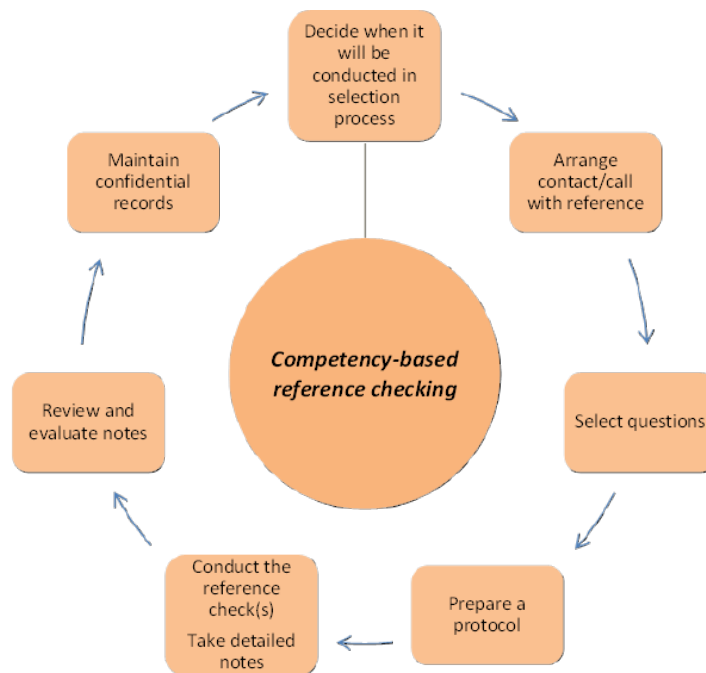 Decide when it
will be
conducted in
selection
process
Arrange
contact/call
with reference
Select questions
Prepare a
protocol
Conduct the
reference
check(s)
Take detailed
notes
Review and
evaluate notes
Maintain
confidential
records
Competency-based
reference checking